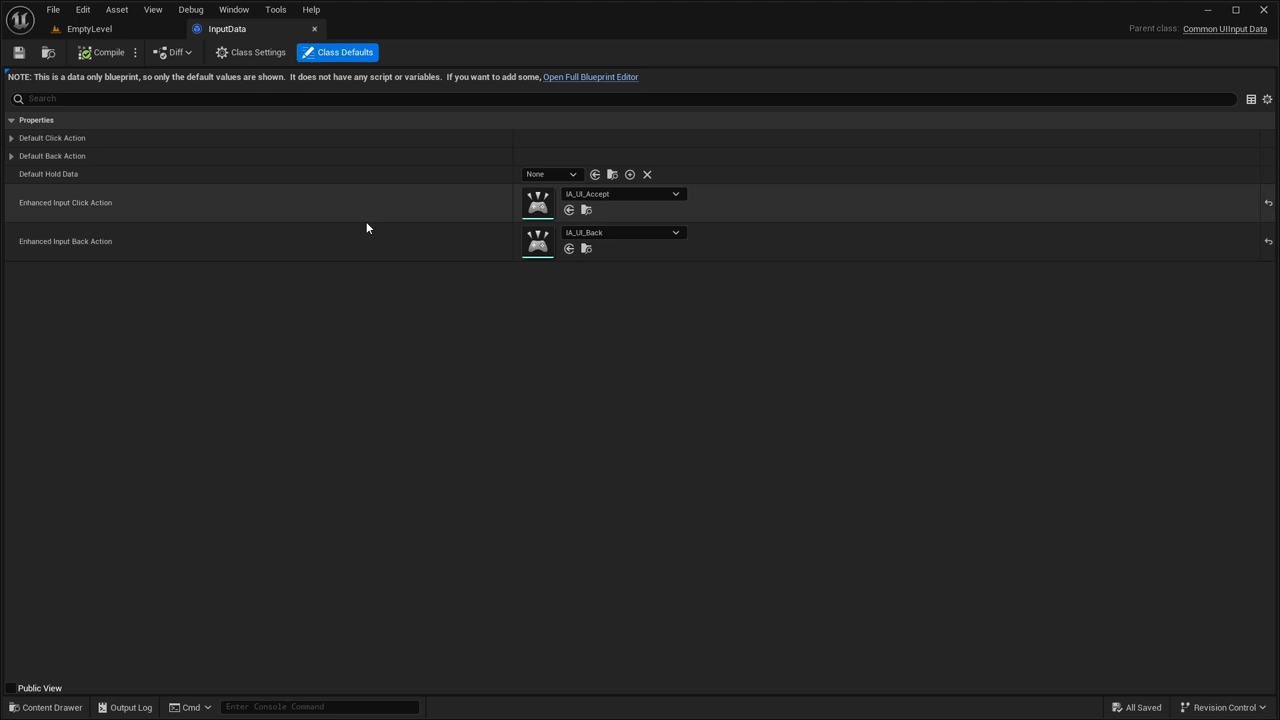 File Edit Asset View Debug Window Tools Help
EmptyLevel InputData Parent class: Common UIInput Data
Compile Diff Class Settings Class Defaults
NOTE: This is a data only blueprint, so only the default values are shown. It does not have any script or variables. If you want to add some, Open Full Blueprint Editor
Search
Properties
Default Click Action
Default Back Action
Default Hold Data None
IA_UI_Accept
Enhanced Input Click Action
IA_UI_Back
Enhanced Input Back Action
Public View
Content Drawer Output Log Cmd Enter Console Command All Saved Revision Control